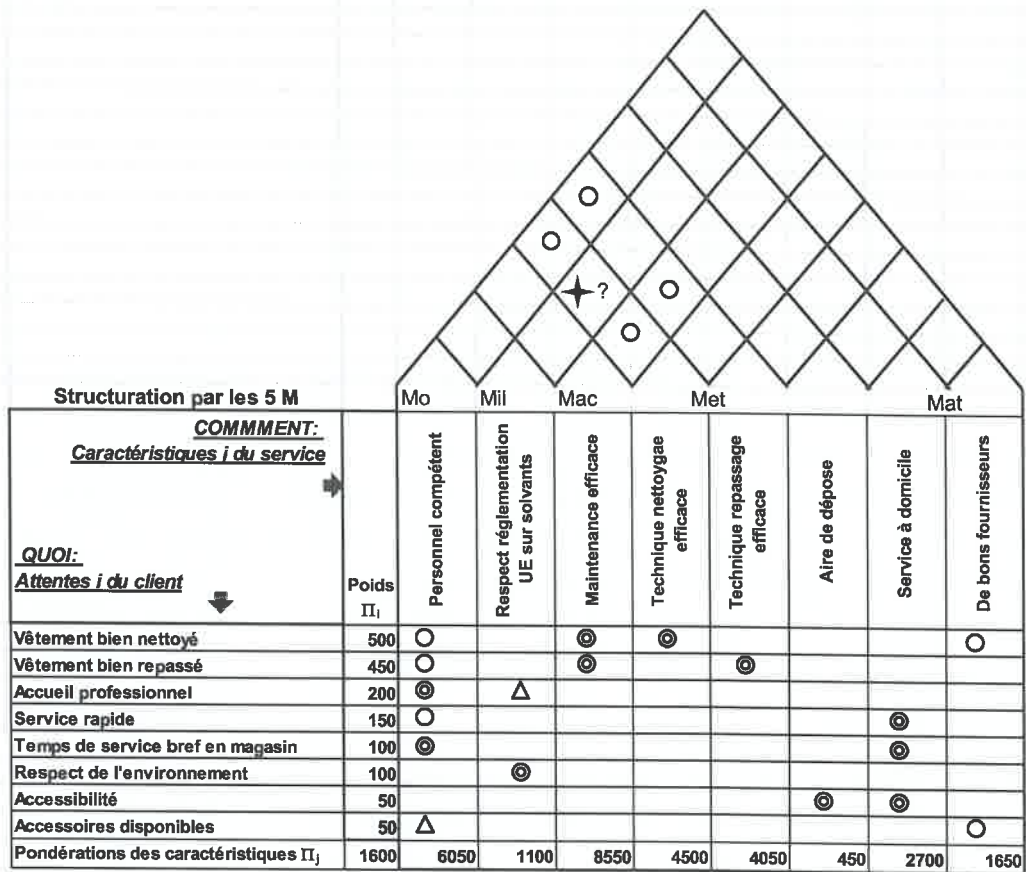 ?
Structuration par les 5 M
Mo Mil Mac Met Mat
COMMMENT:
Caractéristiques j du service
QUOI:
Attentes i du client
Poids
Πi
Personnel compétent
Respect réglementation
UE sur solvants
Maintenance efficace
Technique nettoygae
efficace
Technique repassage
efficace
Aire de dépose
Service à domicile
De bons fournisseurs
Vêtement bien nettoyé 500
Vêtement bien repassé 450
Accueil professionnel 200
Service rapide 150
Temps de service bref en magasin 100
Respect de l'environnement 100
Accessibilité 50
Accessoires disponibles 50
Pondérations des caractéristiques Πj 1600 6050 1100 8550 4500 4050 450 2700 1650